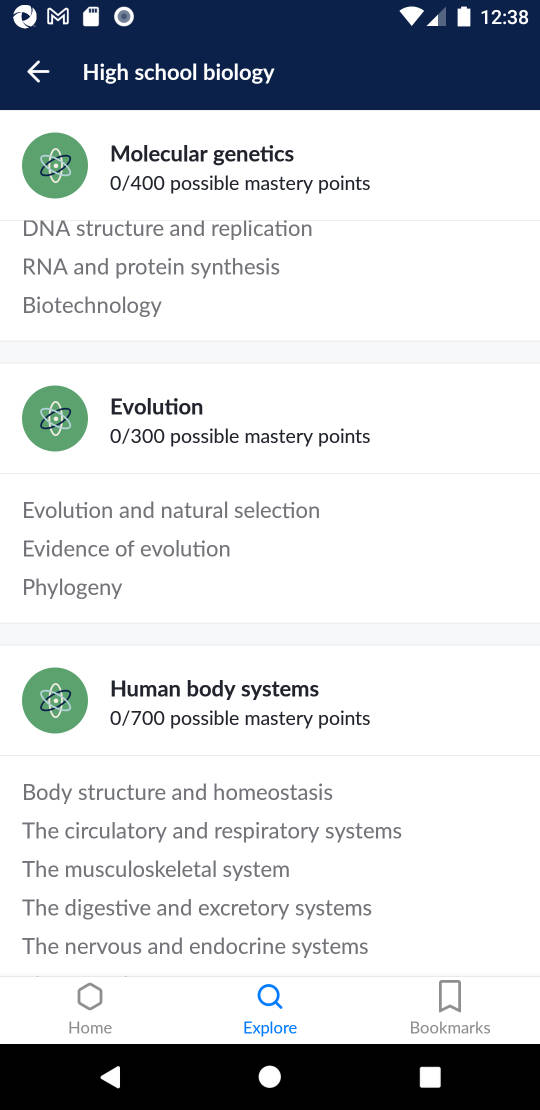 12:38
High school biology
Molecular genetics
0/400 possible mastery points
DNA structure and replication
RNA and protein synthesis
Biotechnology
Evolution
0/300 possible mastery points
Evolution and natural selection
Evidence of evolution
Phylogeny
Human body systems
0/700 possible mastery points
Body structure and homeostasis
The circulatory and respiratory systems
The musculoskeletal system
The digestive and excretory systems
The nervous and endocrine systems
Home
Explore
Bookmarks